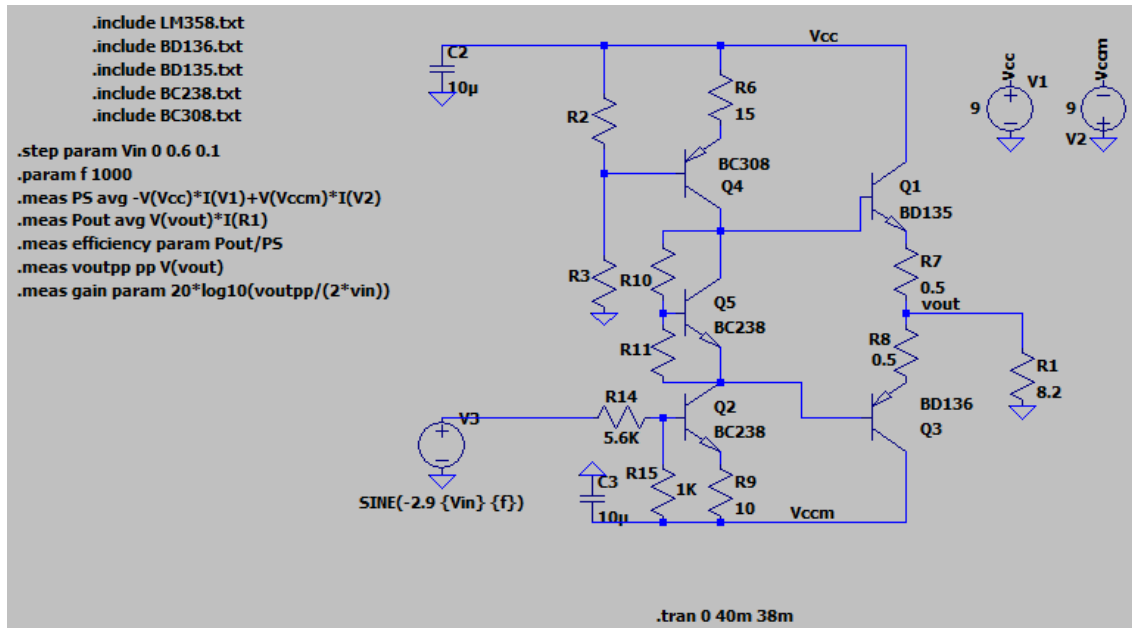 .include LM358.txt
.include BD136.txt
.include BD135.txt
.include BC238.txt
.include BC308.txt
.step param Vin 0 0.6 0.1
.param f 1000
.meas PS avg -V(Vcc)*I(V1)+V(Vccm)*I(V2)
.meas Pout avg V(vout)*I(R1)
.meas efficiency param Pout/PS
.meas voutpp pp V(vout)
.meas gain param 20*log10(voutpp/(2*vin))
C2
10µ
Vcc
R6
15
R2
BC308
Q4
Q1
BD135
Vcc
V1
9
Vccm
9
V2
R3
R10
Q5
BC238
R7
0.5
vout
R8
0.5
R1
8.2
R11
R14
5.6K
Q2
BC238
BD136
Q3
V3
SINE(-2.9 {Vin} {f})
C3
10µ
R15
1K
R9
10
Vccm
.tran 0 40m 38m